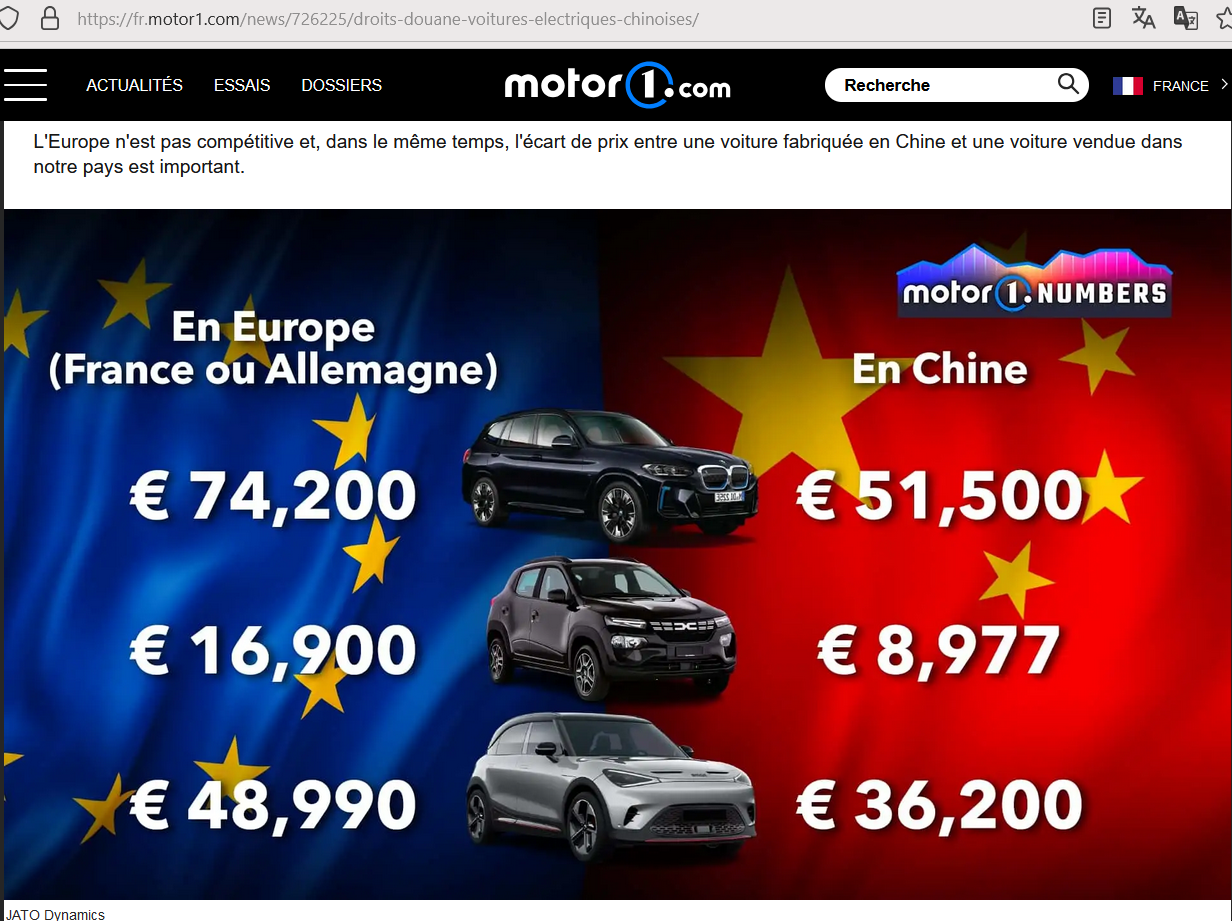 https://fr.motor1.com/news/726225/droits-douane-voitures-electriques-chinoises/
ACTUALITÉS ESSAIS DOSSIERS motor1.com Recherche FRANCE
L'Europe n'est pas compétitive et, dans le même temps, l'écart de prix entre une voiture fabriquée en Chine et une voiture vendue dans
notre pays est important.
motor1.NUMBERS
En Europe
(France ou Allemagne)
En Chine
€ 74,200 € 51,500
€ 16,900 € 8,977
€ 48,990 € 36,200
JATO Dynamics